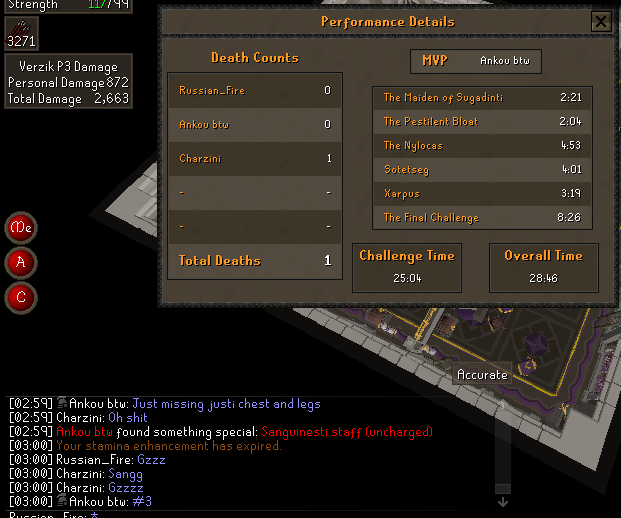 Strength 117/99
3271
Verzik P3 Damage
Personal Damage 872
Total Damage 2,663
Performance Details
Death Counts
Russian_Fire 0
Ankou btw 0
Charzini 1
- -
- -
Total Deaths 1
MVP Ankou btw
The Maiden of Sugadinti 2:21
The Pestilent Bloat 2:04
The Nylocas 4:53
Sotetseg 4:01
Xarpus 3:19
The Final Challenge 8:26
Challenge Time
25:04
Overall Time
28:46
Me
A
C
Accurate
[02:59] Ankou btw: Just missing justi chest and legs
[02:59] Charzini: Oh shit
[02:59] Ankou btw found something special: Sanguinesti staff (uncharged)
[03:00] Your stamina enhancement has expired.
[03:00] Russian_Fire: Gzzz
[03:00] Charzini: Sangg
[03:00] Charzini: Gzzzz
[03:00] Ankou btw: #3
Russian_Fire: *